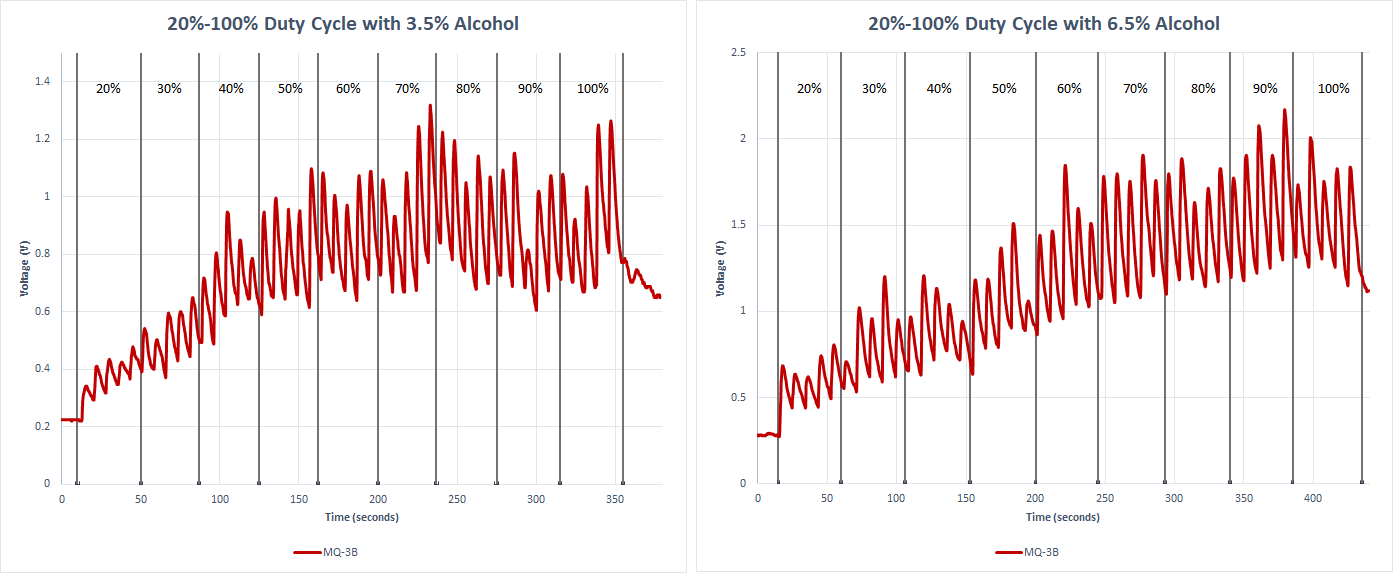 20%-100% Duty Cycle with 3.5% Alcohol
1.4
1.2
1
0.8
0.6
0.4
0.2
0
Voltage (V)
20% 30% 40% 50% 60% 70% 80% 90% 100%
0 50 100 150 200 250 300 350
Time (seconds)
MQ-3B
20%-100% Duty Cycle with 6.5% Alcohol
2.5
2
1.5
1
0.5
0
Voltage (V)
20% 30% 40% 50% 60% 70% 80% 90% 100%
0 50 100 150 200 250 300 350 400
Time (seconds)
MQ-3B